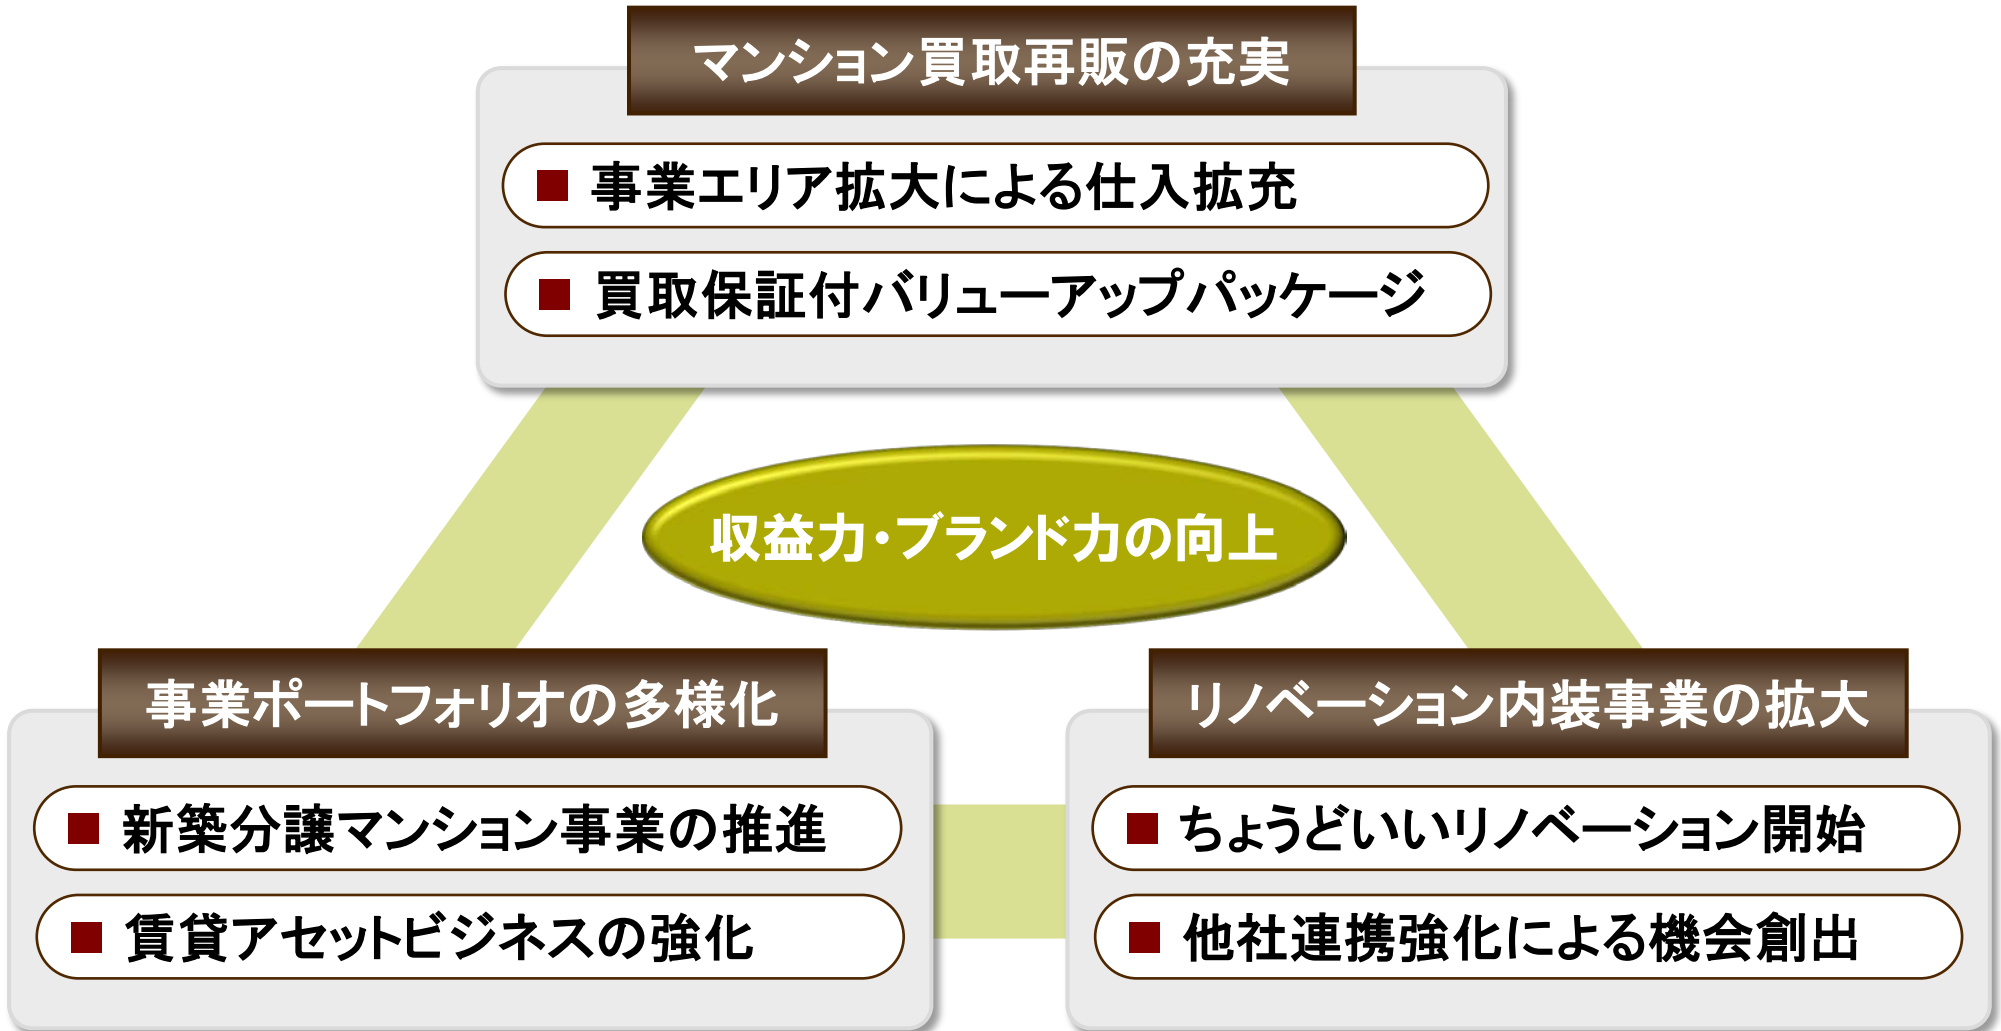 マンション買取再販の充実
■ 事業エリア拡大による仕入拡充
■ 買取保証付バリューアップパッケージ
収益力・ブランド力の向上
事業ポートフォリオの多様化
■ 新築分譲マンション事業の推進
■ 賃貸アセットビジネスの強化
リノベーション内装事業の拡大
■ ちょうどいいリノベーション開始
■ 他社連携強化による機会創出